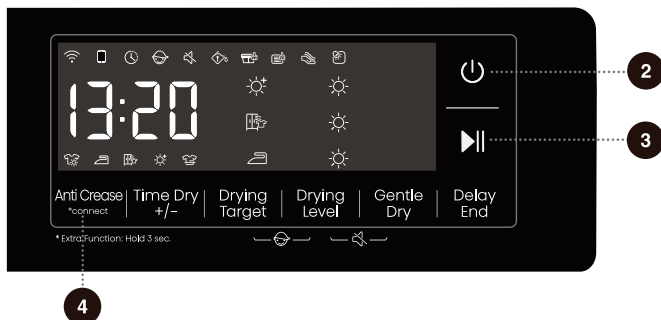 13:20
2
3
Anti Crease
*connect
Time Dry
+/-
Drying
Target
Drying
Level
Gentle
Dry
Delay
End
* Extra Function: Hold 3 sec.
4